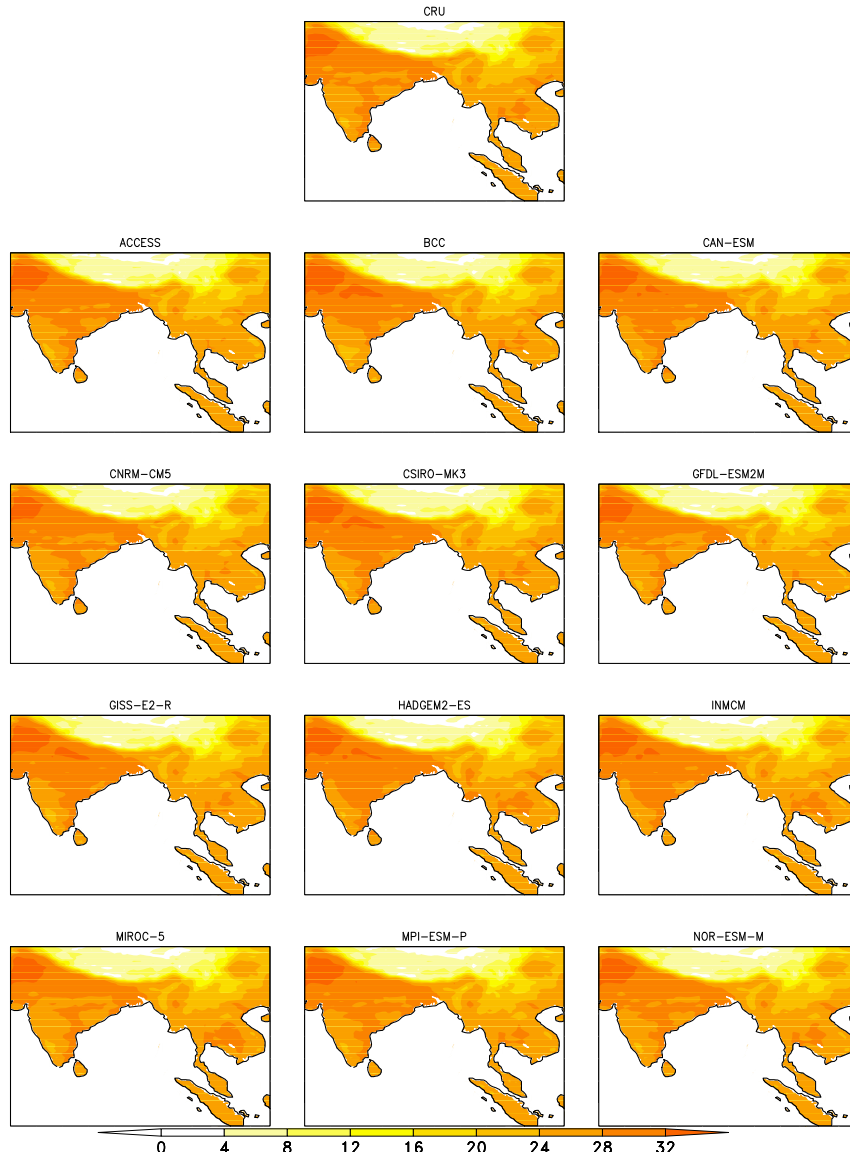 CRU
ACCESS BCC CAN-ESM
CNRM-CM5 CSIRO-MK3 GFDL-ESM2M
GISS-E2-R HADGEM2-ES INMCM
MIROC-5 MPI-ESM-P NOR-ESM-M
0 4 8 12 16 20 24 28 32